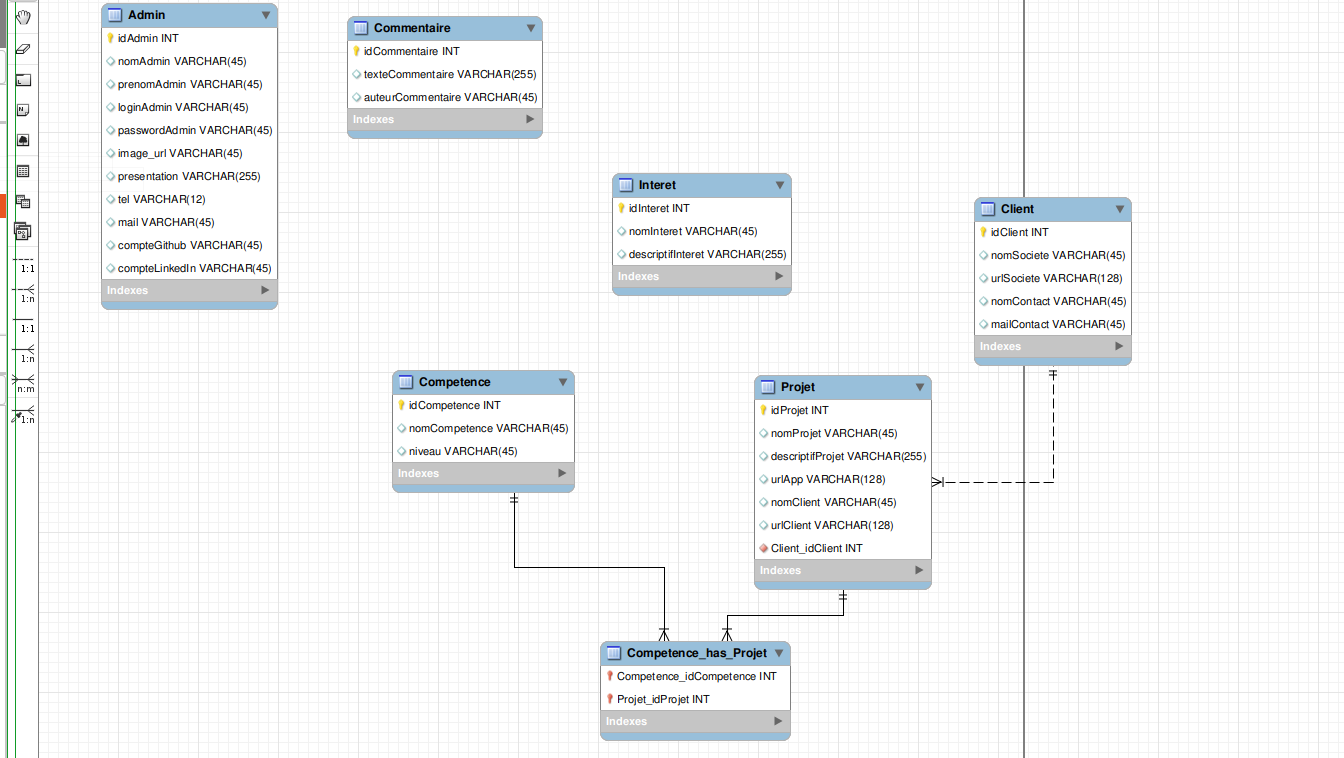 Admin
idAdmin INT
nomAdmin VARCHAR(45)
prenomAdmin VARCHAR(45)
loginAdmin VARCHAR(45)
passwordAdmin VARCHAR(45)
image_url VARCHAR(45)
presentation VARCHAR(255)
tel VARCHAR(12)
mail VARCHAR(45)
compteGithub VARCHAR(45)
compteLinkedIn VARCHAR(45)
Indexes
Commentaire
idCommentaire INT
texteCommentaire VARCHAR(255)
auteurCommentaire VARCHAR(45)
Indexes
Interet
idInteret INT
nomInteret VARCHAR(45)
descriptifInteret VARCHAR(255)
Indexes
Client
idClient INT
nomSociete VARCHAR(45)
urlSociete VARCHAR(128)
nomContact VARCHAR(45)
mailContact VARCHAR(45)
Indexes
1:1
1:n
1:1
1:n
n:m
1:n
Competence
idCompetence INT
nomCompetence VARCHAR(45)
niveau VARCHAR(45)
Indexes
Projet
idProjet INT
nomProjet VARCHAR(45)
descriptifProjet VARCHAR(255)
urlApp VARCHAR(128)
nomClient VARCHAR(45)
urlClient VARCHAR(128)
Client_idClient INT
Indexes
Competence_has_Projet
Competence_idCompetence INT
Projet_idProjet INT
Indexes